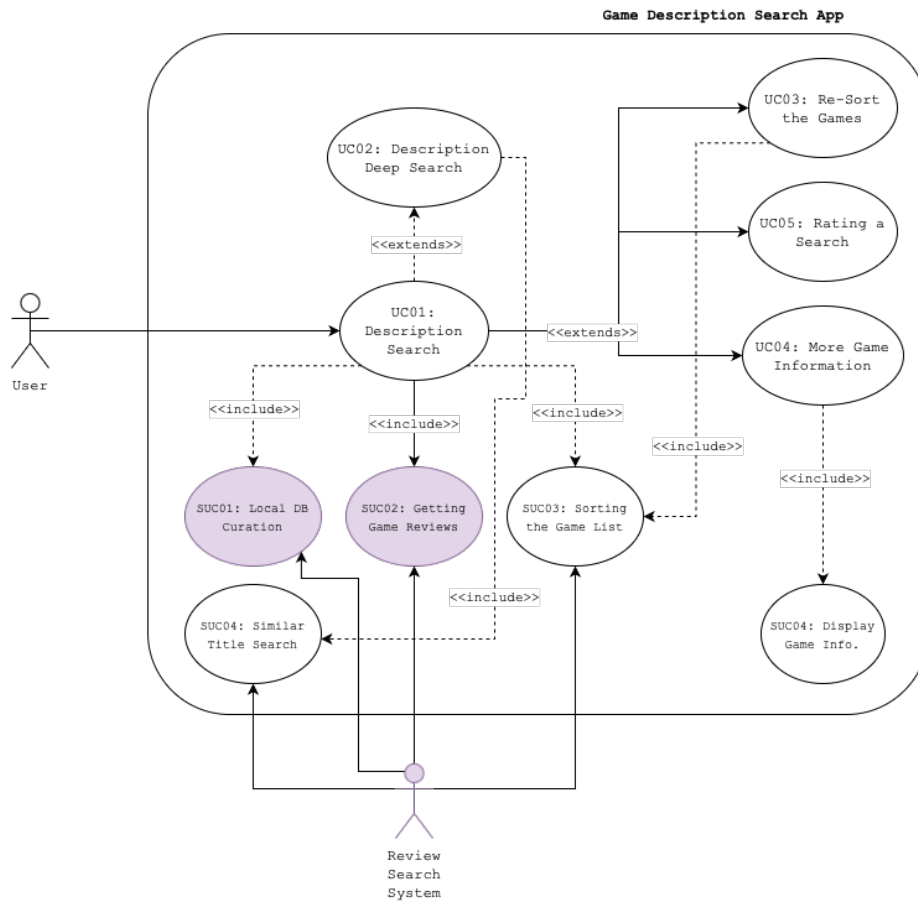 Game Description Search App
UC03: Re-Sort
the Games
UC02: Description
Deep Search
UC05: Rating a
Search
<<extends>>
UC01:
Description
Search
<<extends>>
User
UC04: More Game
Information
<<include>>
<<include>>
<<include>>
<<include>>
<<include>>
SUC01: Local DB
Curation
SUC02: Getting
Game Reviews
SUC03: Sorting
the Game List
<<include>>
SUC04: Similar
Title Search
SUC04: Display
Game Info.
Review
Search
System